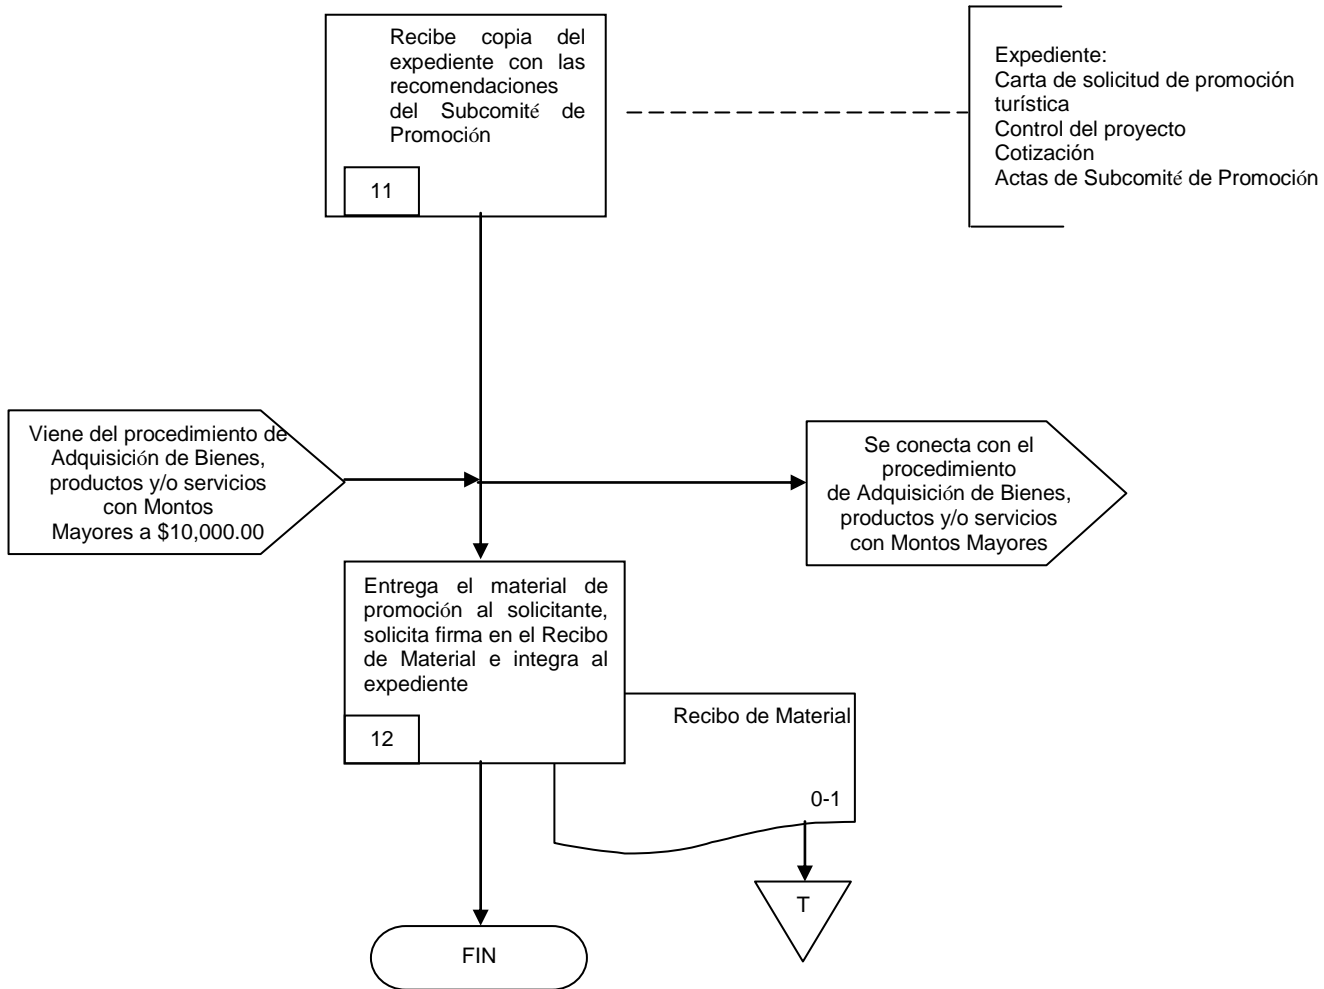 Recibe copia del
expediente con las
recomendaciones
del Subcomité de
Promoción
11
Expediente:
Carta de solicitud de promoción
turística
Control del proyecto
Cotización
Actas de Subcomité de Promoción
Viene del procedimiento de
Adquisición de Bienes,
productos y/o servicios
con Montos
Mayores a $10,000.00
Se conecta con el
procedimiento
de Adquisición de Bienes,
productos y/o servicios
con Montos Mayores
Entrega el material de
promoción al solicitante,
solicita firma en el Recibo
de Material e integra al
expediente
12
Recibo de Material
0-1
T
FIN